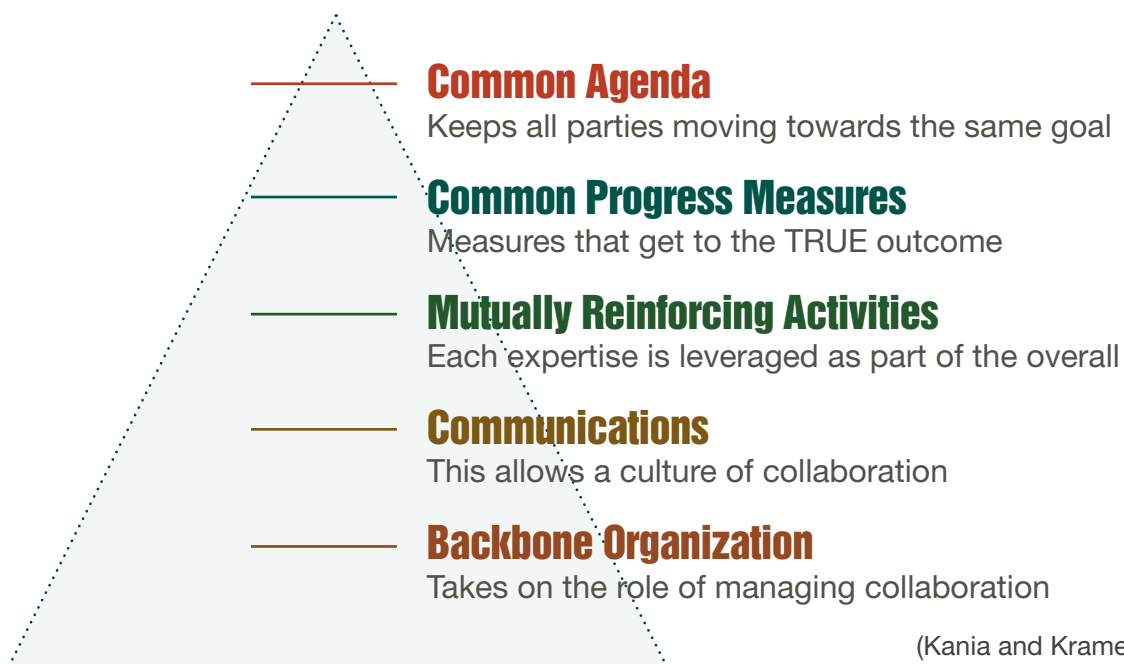 Common Agenda
Keeps all parties moving towards the same goal
Common Progress Measures
Measures that get to the TRUE outcome
Mutually Reinforcing Activities
Each expertise is leveraged as part of the overall
Communications
This allows a culture of collaboration
Backbone Organization
Takes on the role of managing collaboration
(Kania and Krame